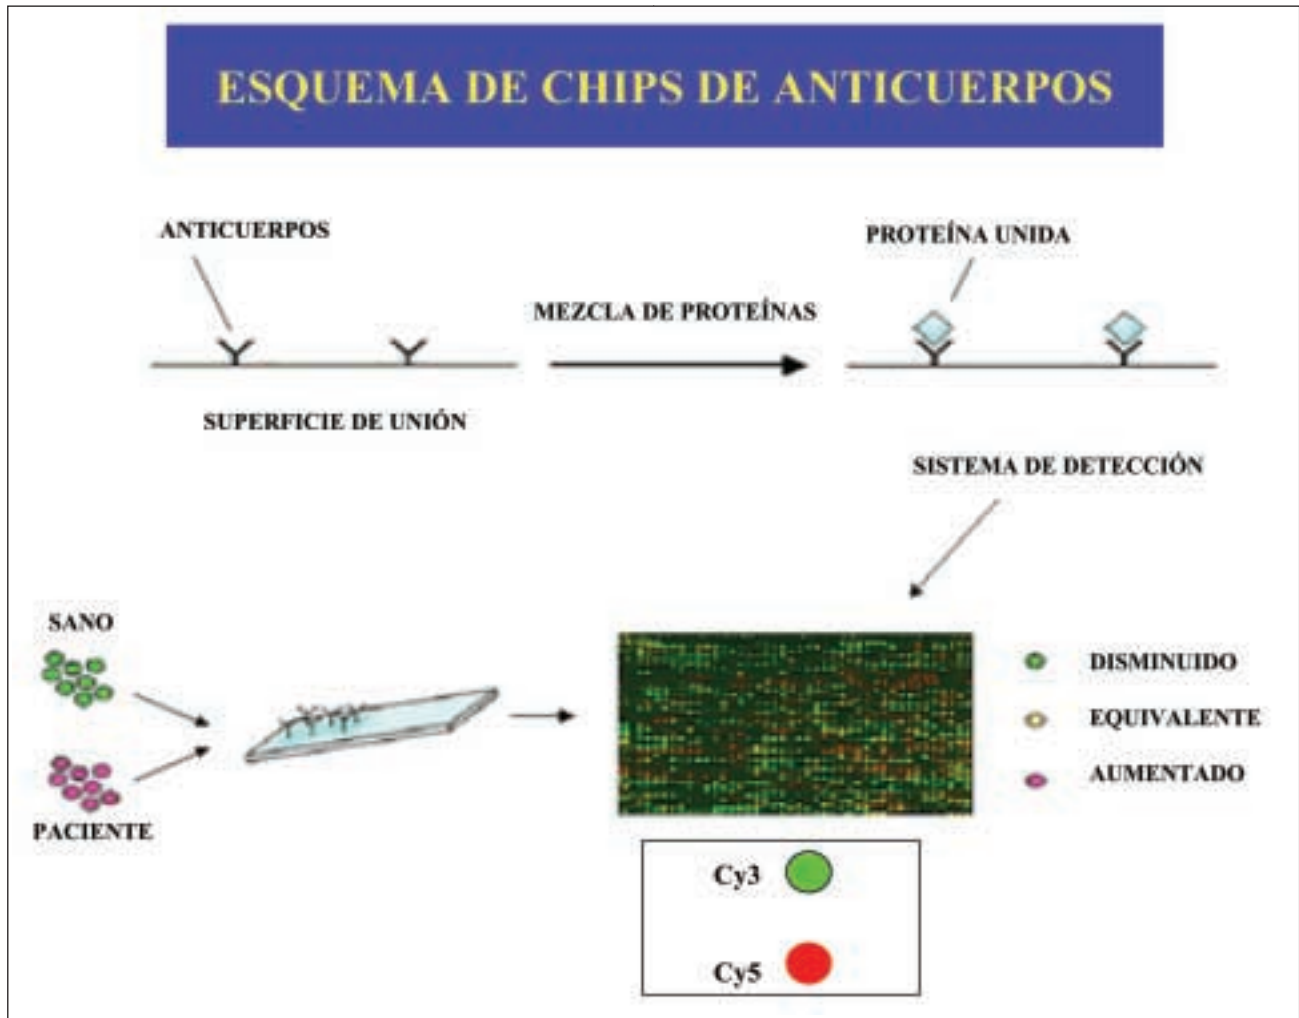 ESQUEMA DE CHIPS DE ANTICUERPOS
ANTICUERPOS
PROTEÍNA UNIDA
MEZCLA DE PROTEÍNAS
SUPERFICIE DE UNIÓN
SISTEMA DE DETECCIÓN
SANO
DISMINUIDO
EQUIVALENTE
AUMENTADO
PACIENTE
Cy3
Cy5